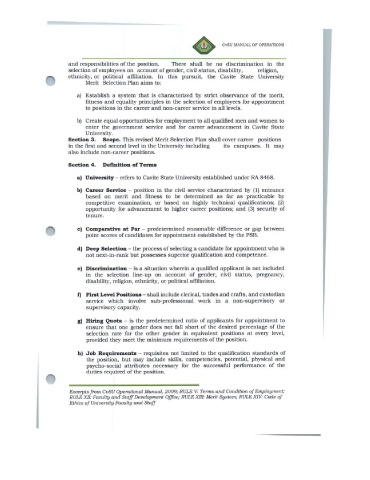 CvSU MANUAL OF OPERATIONS
and responsibilities of the position. There shall be no discrimination in the
selection of employees on account of gender, civil status, disability, religion,
ethnicity, or political affiliation. In this pursuit, the Cavite State University
Merit Selection Plan aims to:
a) Establish a system that is characterized by strict observance of the merit,
fitness and equality principles in the selection of employees for appointment
to positions in the career and non-career service in all levels.
b) Create equal opportunities for employment to all qualified men and women to
enter the government service and for career advancement in Cavite State
University.
Section 3. Scope. This revised Merit Selection Plan shall cover career positions
in the first and second level in the University including its campuses. It may
also include non-career positions.
Section 4. Definition of Terms
a) University – refers to Cavite State University established under RA 8468.
b) Career Service – position in the civil service characterized by (1) entrance
based on merit and fitness to be determined as far as practicable by
competitive examination, or based on highly technical qualifications; (2)
opportunity for advancement to higher career positions; and (3) security of
tenure.
c) Comparative at Par – predetermined reasonable difference or gap between
point scores of candidates for appointment established by the PSB.
d) Deep Selection – the process of selecting a candidate for appointment who is
not next-in-rank but possesses superior qualification and competence.
e) Discrimination – is a situation wherein a qualified applicant is not included
in the selection line-up on account of gender, civil status, pregnancy,
disability, religion, ethnicity, or political affiliation.
f) First Level Positions – shall include clerical, trades and crafts, and custodian
service which involve sub-professional work in a non-supervisory or
supervisory capacity.
g) Hiring Quota – is the predetermined ratio of applicants for appointment to
ensure that one gender does not fall short of the desired percentage of the
selection rate for the other gender in equivalent positions at every level,
provided they meet the minimum requirements of the position.
h) Job Requirements – requisites not limited to the qualification standards of
the position, but may include skills, competencies, potential, physical and
psycho-social attributes necessary for the successful performance of the
duties required of the position.
Excerpts from CvSU Operational Manual, 2009; RULE V: Terms and Condition of Employment;
RULE XII: Faculty and Staff Development Office; RULE XIII: Merit System; RULE XIV: Code of
Ethics of University Faculty and Staff